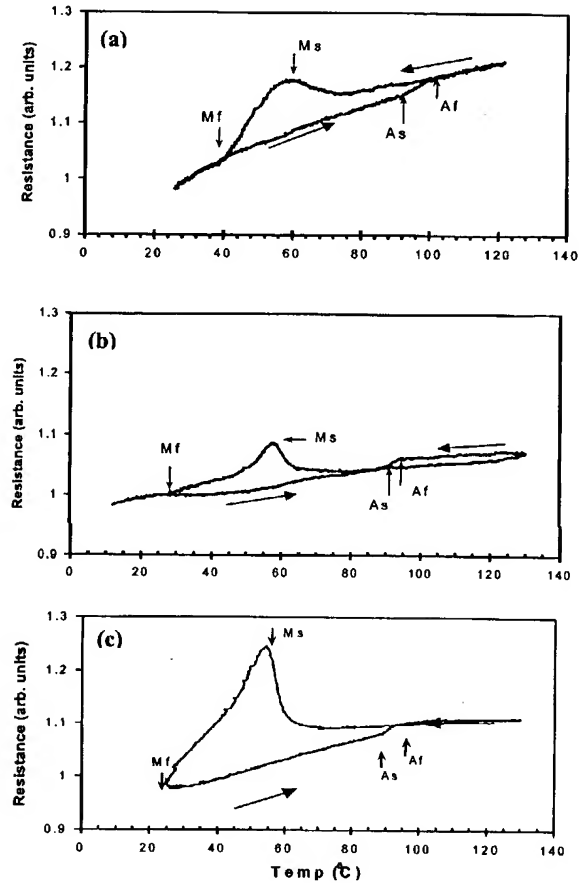 (a)
Resistance (arb. units)
1.3
1.2
1.1
1
0.9
Ms
Mf
As
Af
0 20 40 60 80 100 120 140
(b)
Resistance (arb. units)
1.3
1.2
1.1
1
0.9
Mf
Ms
As
Af
0 20 40 60 80 100 120 140
(c)
Resistance (arb. units)
1.3
1.2
1.1
1
0.9
Ms
Mf
As
Af
0 20 40 60 80 100 120 140
Temp (°C)